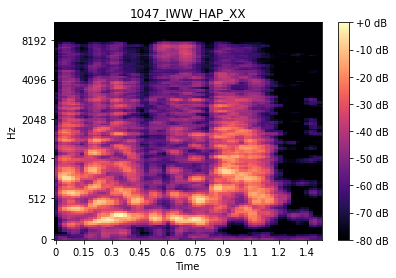 1047_IWW_HAP_XX
+0 dB
8192
-10 dB
4096
-20 dB
-30 dB
2048
Hz
-40 dB
1024
-50 dB
512
-60 dB
-70 dB
0
-80 dB
0 0.15 0.3 0.45 0.6 0.75 0.9 1.1 1.2 1.4
Time